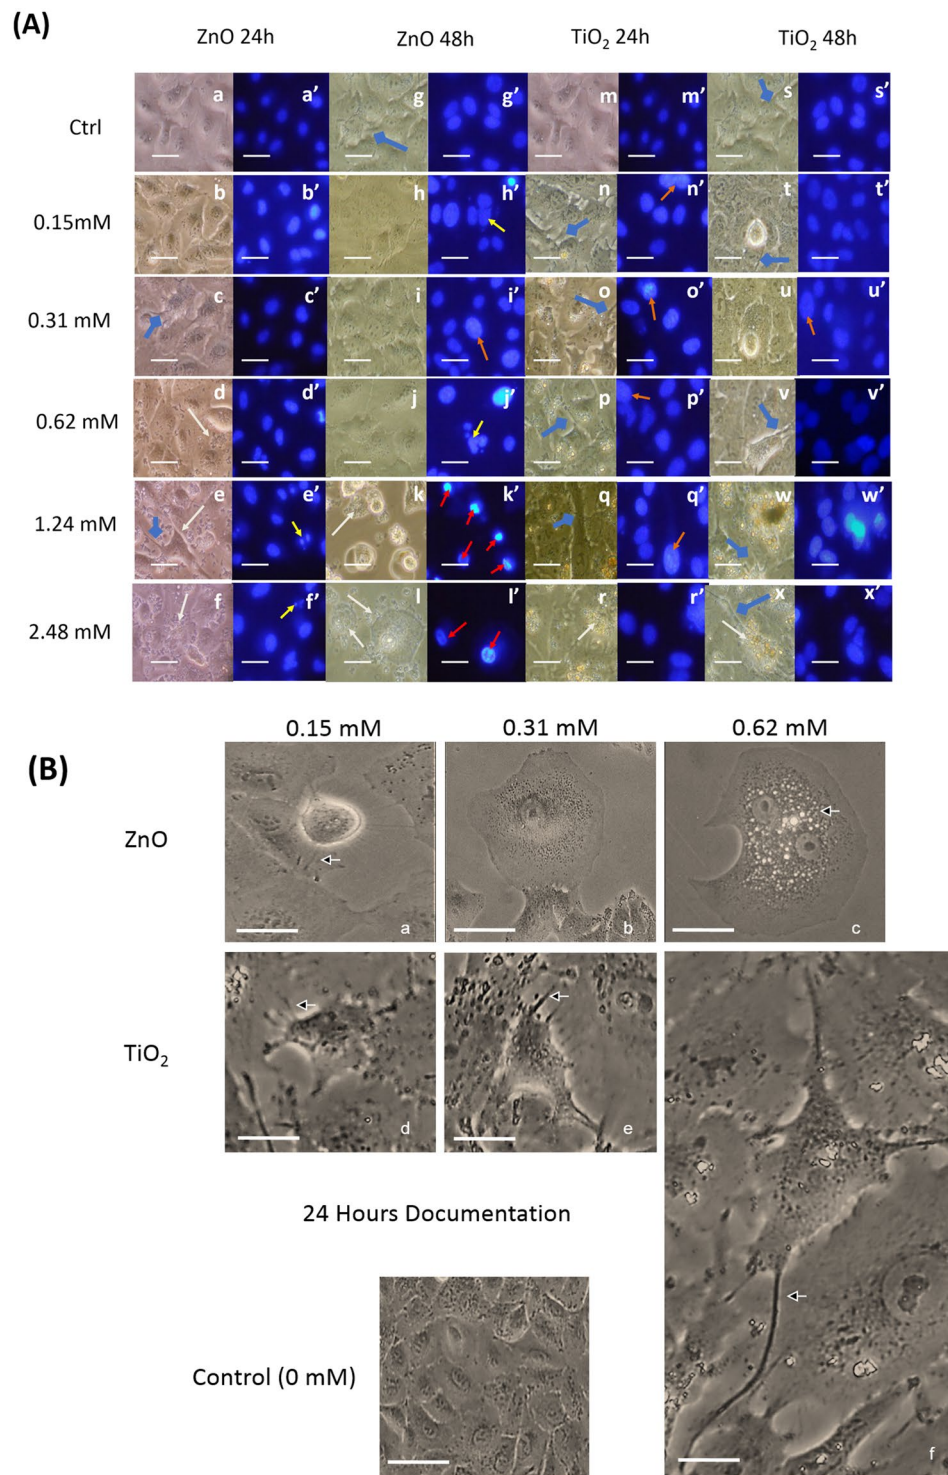 (A)
ZnO 24h ZnO 48h TiO₂ 24h TiO₂ 48h
Ctrl a a’ g g’ m m’ s s’
0.15mM b b’ h h’ n n’ t t’
0.31 mM c c’ i i’ o o’ u u’
0.62 mM d d’ j j’ p p’ v v’
1.24 mM e e’ k k’ q q’ w w’
2.48 mM f f’ l l’ r r’ x x’
(B)
0.15 mM 0.31 mM 0.62 mM
ZnO a b c
TiO₂ d e f
24 Hours Documentation
Control (0 mM)